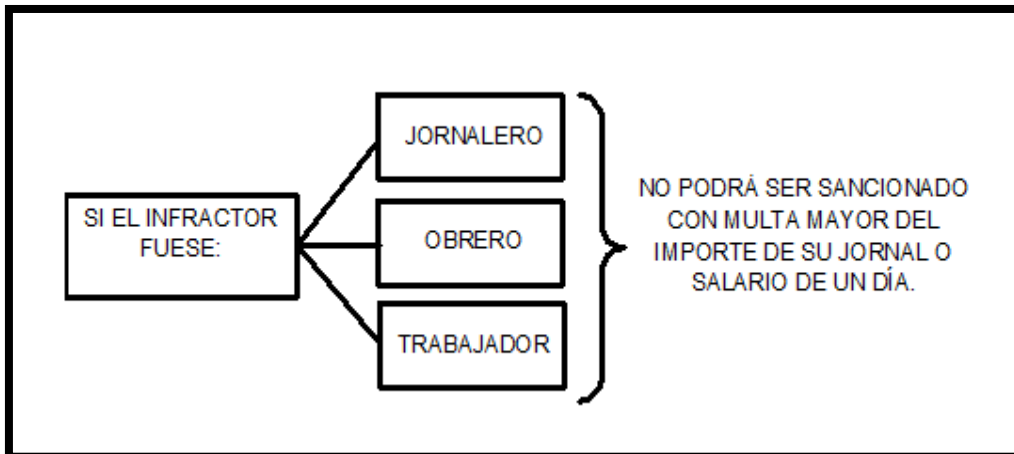 SI EL INFRACTOR
FUESE:
JORNALERO
OBRERO
TRABAJADOR
NO PODRÁ SER SANCIONADO
CON MULTA MAYOR DEL
IMPORTE DE SU JORNAL O
SALARIO DE UN DÍA.